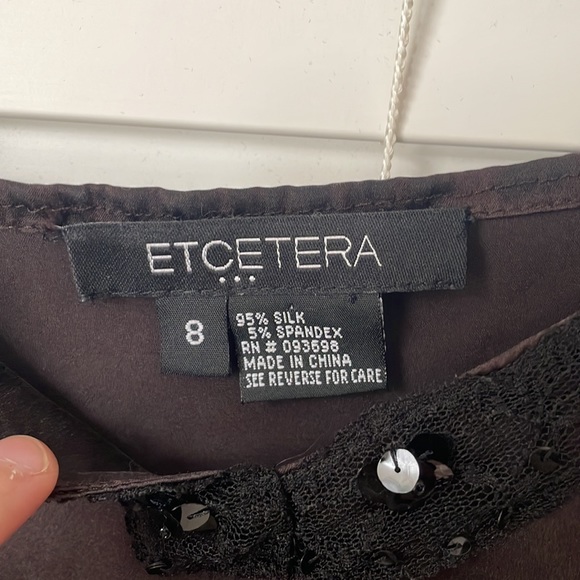 ETCETERA
8
95% SILK
5% SPANDEX
RN # 093698
MADE IN CHINA
SEE REVERSE FOR CARE